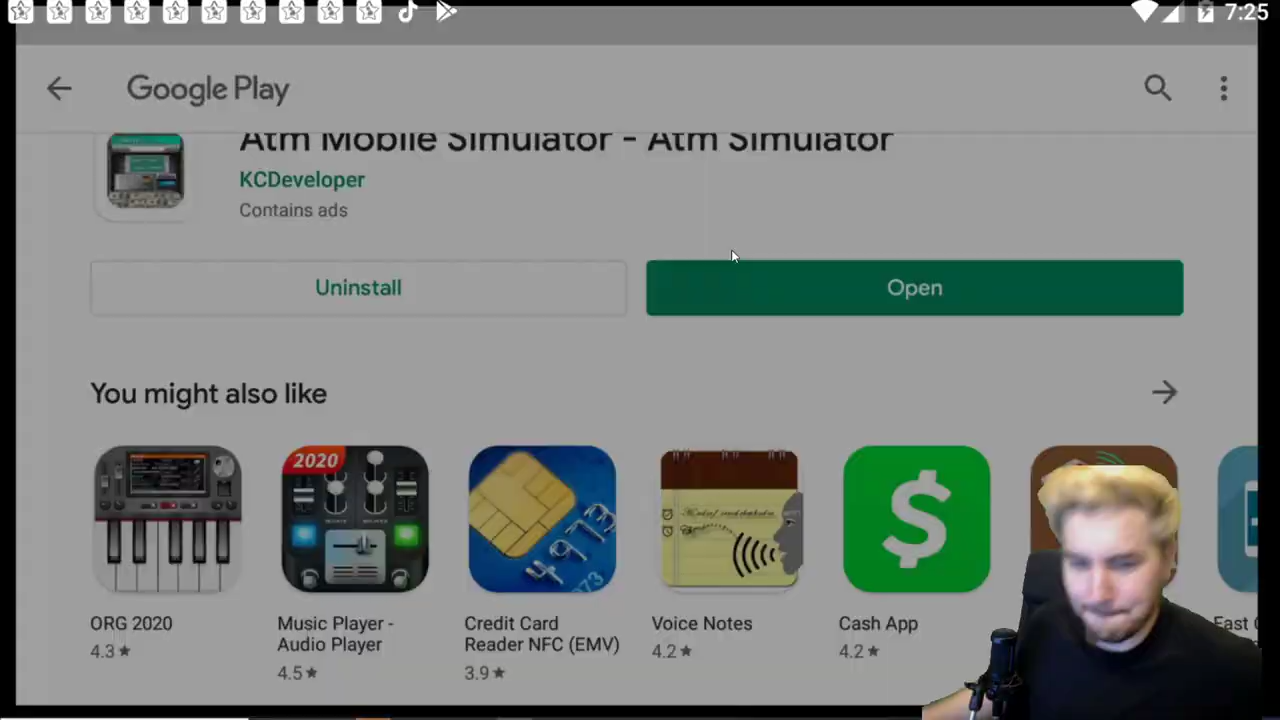 7:25
Google Play
Atm Mobile Simulator - Atm Simulator
KCDeveloper
Contains ads
Uninstall
Open
You might also like
2020
ORG 2020
Music Player -
Audio Player
Credit Card
Reader NFC (EMV)
Voice Notes
Cash App
Fast
4.3★
4.5★
3.9★
4.2★
4.2★